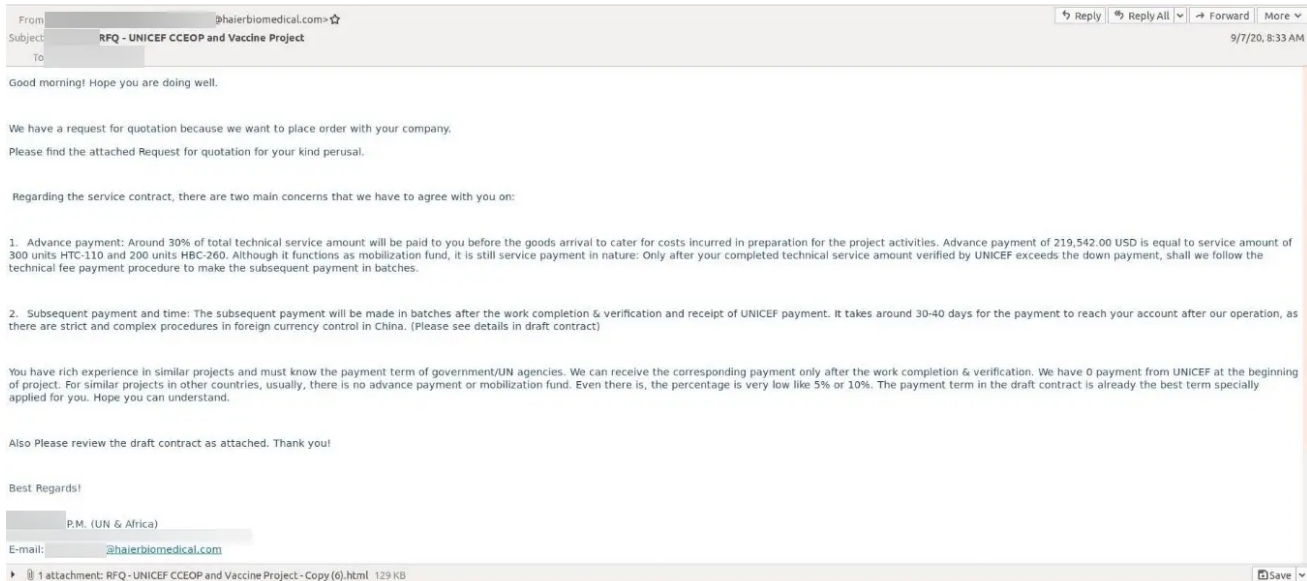 From @haierbiomedical.com>
Reply Reply All Forward More
Subject RFQ - UNICEF CCEOP and Vaccine Project
9/7/20, 8:33 AM
To
Good morning! Hope you are doing well.
We have a request for quotation because we want to place order with your company.
Please find the attached Request for quotation for your kind perusal.
Regarding the service contract, there are two main concerns that we have to agree with you on:
1. Advance payment: Around 30% of total technical service amount will be paid to you before the goods arrival to cater for costs incurred in preparation for the project activities. Advance payment of 219,542.00 USD is equal to service amount of
300 units HTC-110 and 200 units HBC-260. Although it functions as mobilization fund, it is still service payment in nature: Only after your completed technical service amount verified by UNICEF exceeds the down payment, shall we follow the
technical fee payment procedure to make the subsequent payment in batches.
2. Subsequent payment and time: The subsequent payment will be made in batches after the work completion & verification and receipt of UNICEF payment. It takes around 30-40 days for the payment to reach your account after our operation, as
there are strict and complex procedures in foreign currency control in China. (Please see details in draft contract)
You have rich experience in similar projects and must know the payment term of government/UN agencies. We can receive the corresponding payment only after the work completion & verification. We have 0 payment from UNICEF at the beginning
of project. For similar projects in other countries, usually, there is no advance payment or mobilization fund. Even there is, the percentage is very low like 5% or 10%. The payment term in the draft contract is already the best term specially
applied for you. Hope you can understand.
Also Please review the draft contract as attached. Thank you!
Best Regards!
P.M. (UN & Africa)
E-mail: @haierbiomedical.com
1 attachment: RFQ - UNICEF CCEOP and Vaccine Project - Copy (6).html 129 KB
Save